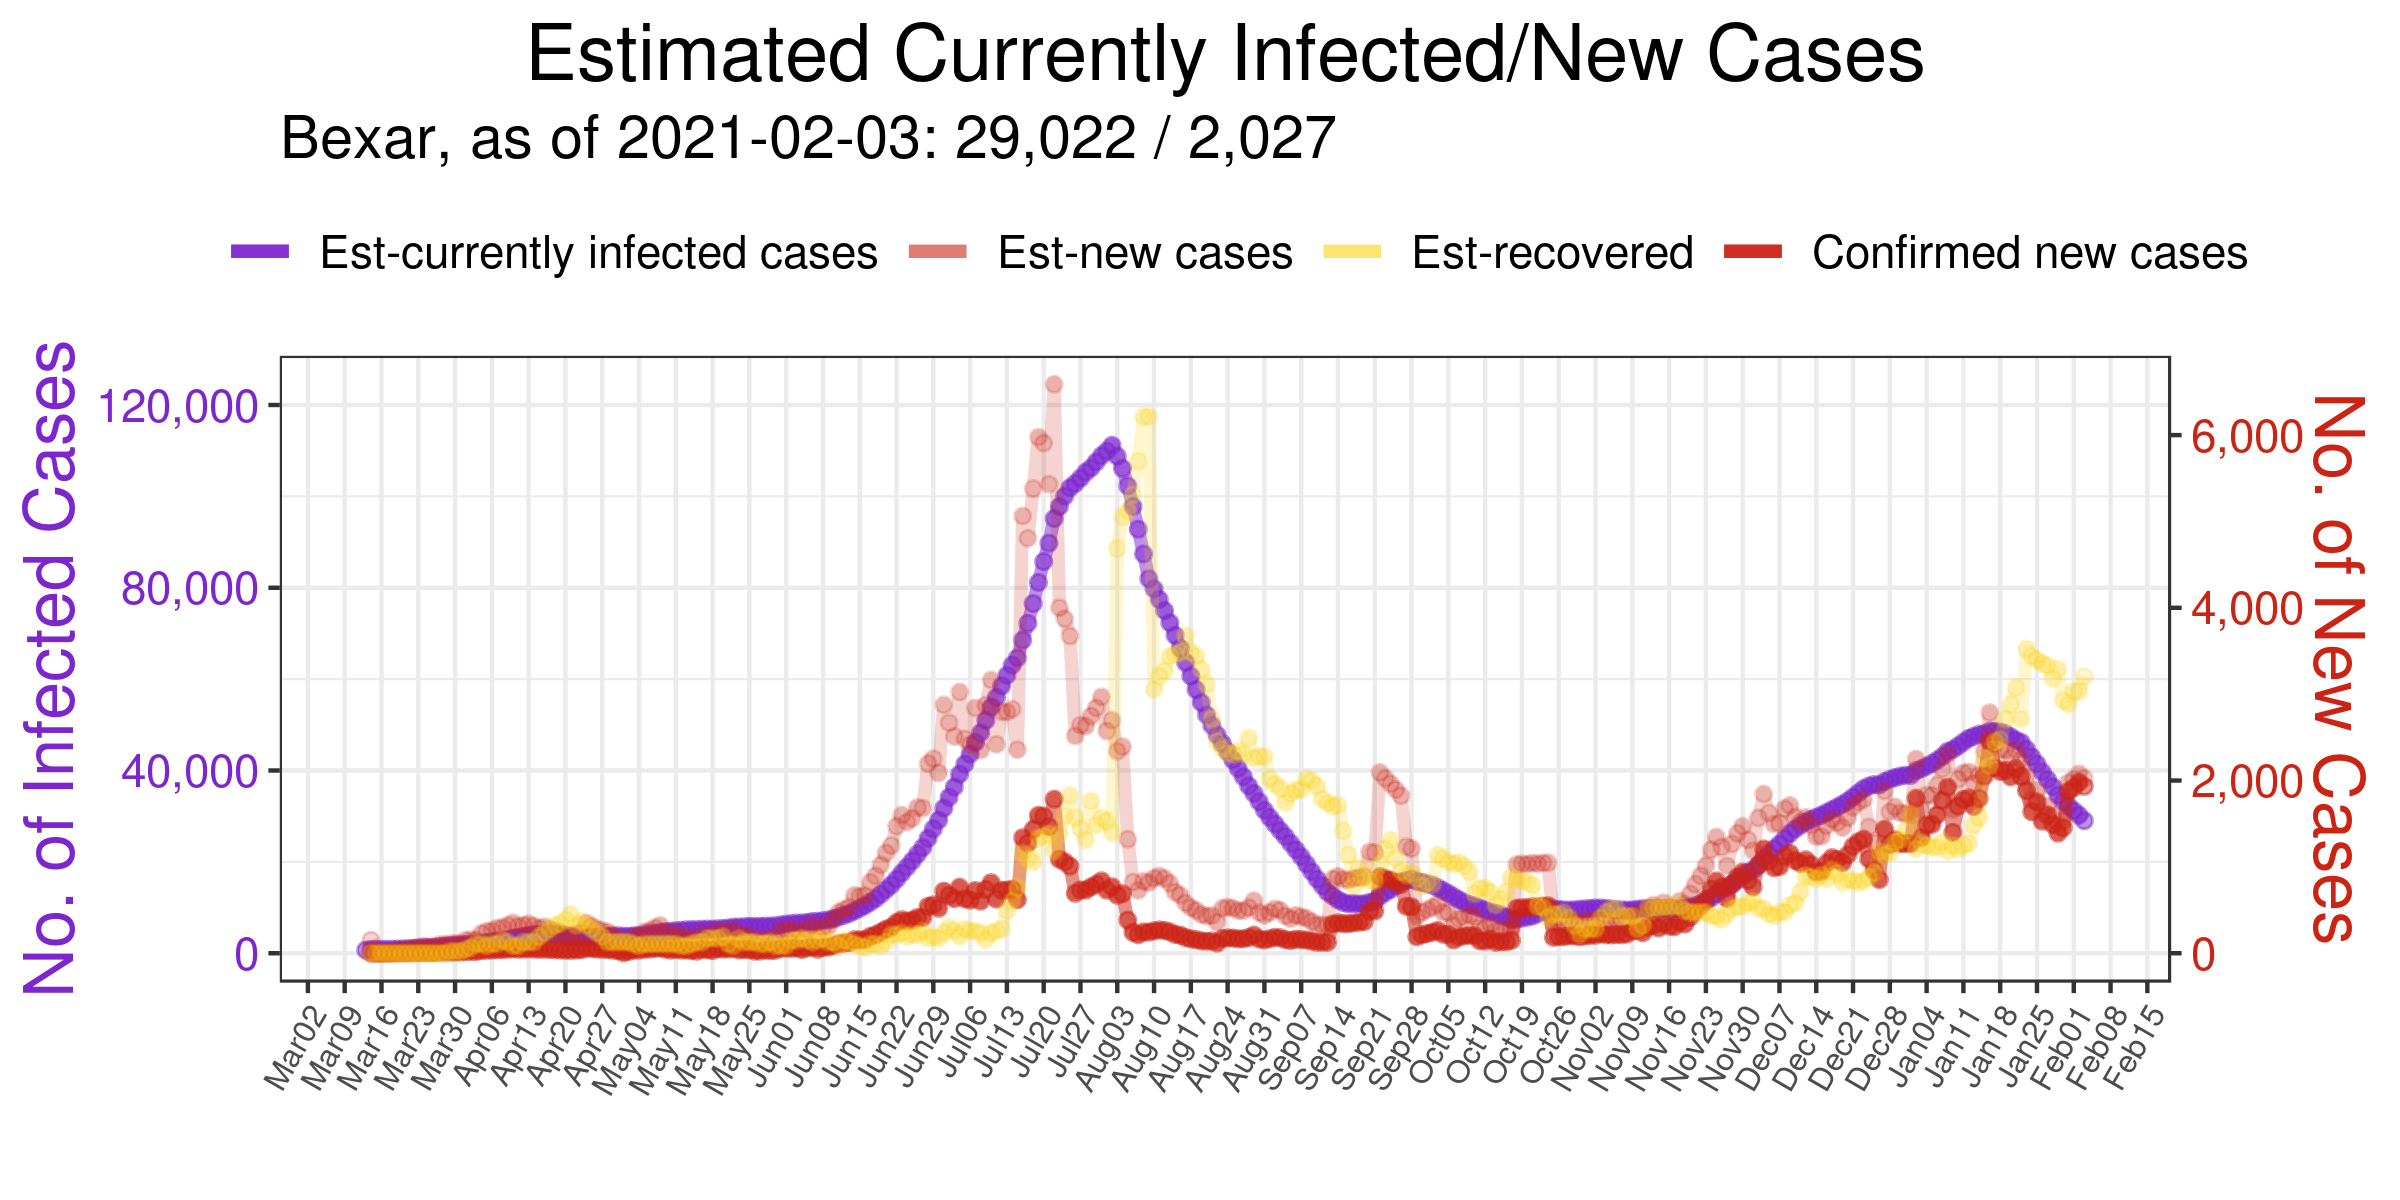 Estimated Currently Infected/New Cases
Bexar, as of 2021-02-03: 29,022 / 2,027
Est-currently infected cases Est-new cases Est-recovered Confirmed new cases
No. of Infected Cases
120,000
80,000
40,000
0
6,000
4,000
2,000
0
No. of New Cases
Mar02 Mar09 Mar16 Mar23 Mar30 Apr06 Apr13 Apr20 Apr27 May04 May11 May18 May25 Jun01 Jun08 Jun15 Jun22 Jun29 Jul06 Jul13 Jul20 Jul27 Aug03 Aug10 Aug17 Aug24 Aug31 Sep07 Sep14 Sep21 Sep28 Oct05 Oct12 Oct19 Oct26 Nov02 Nov09 Nov16 Nov23 Nov30 Dec07 Dec14 Dec21 Dec28 Jan04 Jan11 Jan18 Jan25 Feb01 Feb08 Feb15